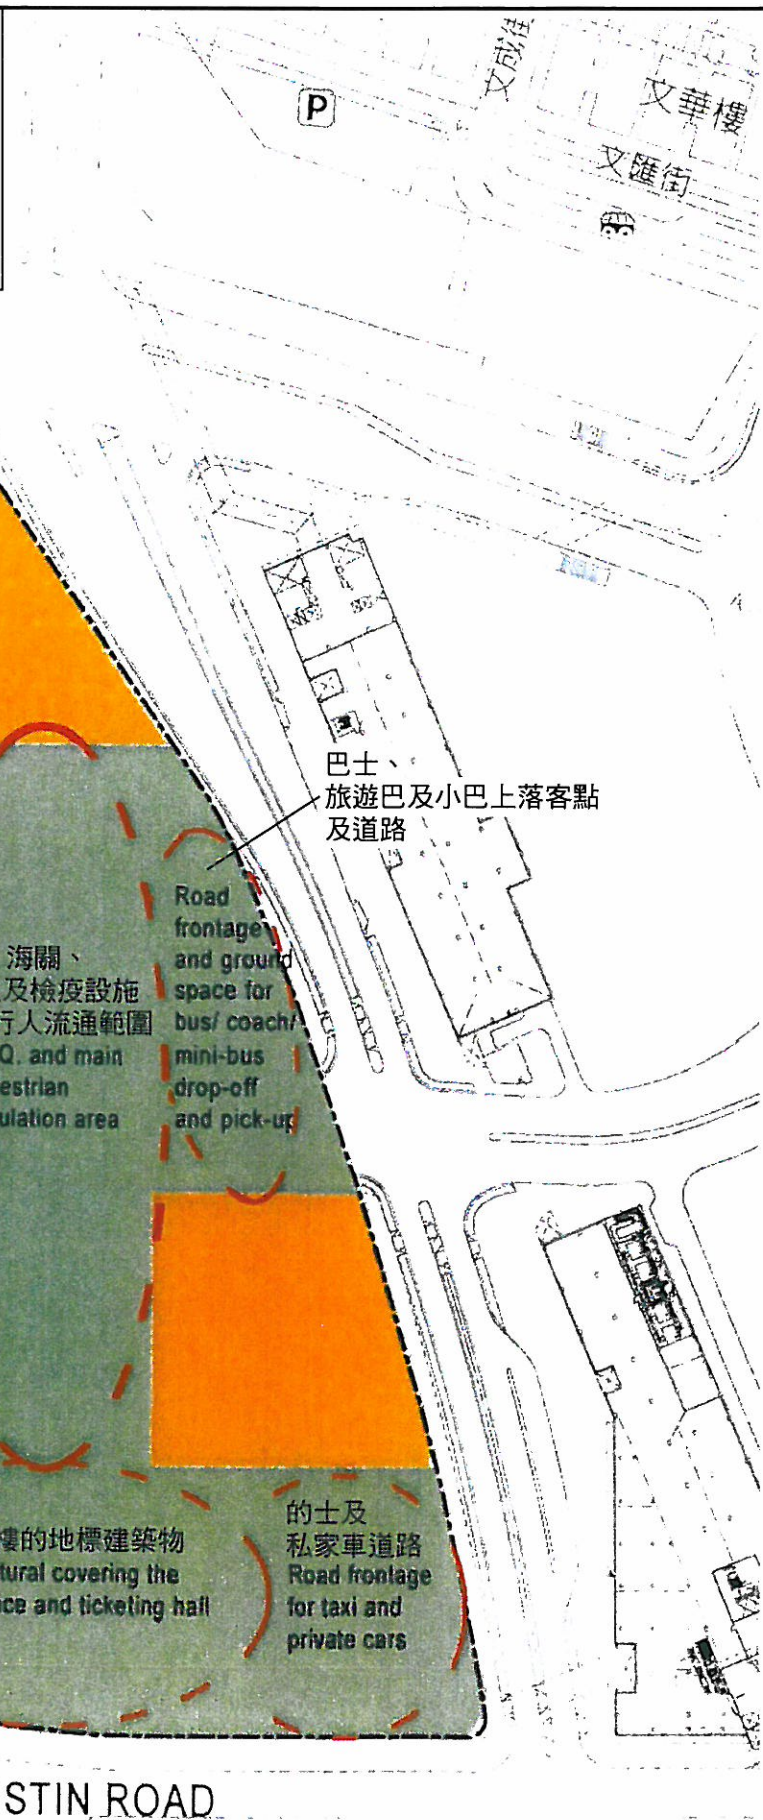 P
文成街
文華樓
文匯街
巴士、
旅遊巴及小巴上落客點
及道路
Road
frontage
and ground
space for
bus/ coach/
mini-bus
drop-off
and pick-up
海關、
及檢疫設施
行人流通範圍
Q. and main
estrian
ulation area
樓的地標建築物
tural covering the
nce and ticketing hall
的士及
私家車道路
Road frontage
for taxi and
private cars
STIN ROAD